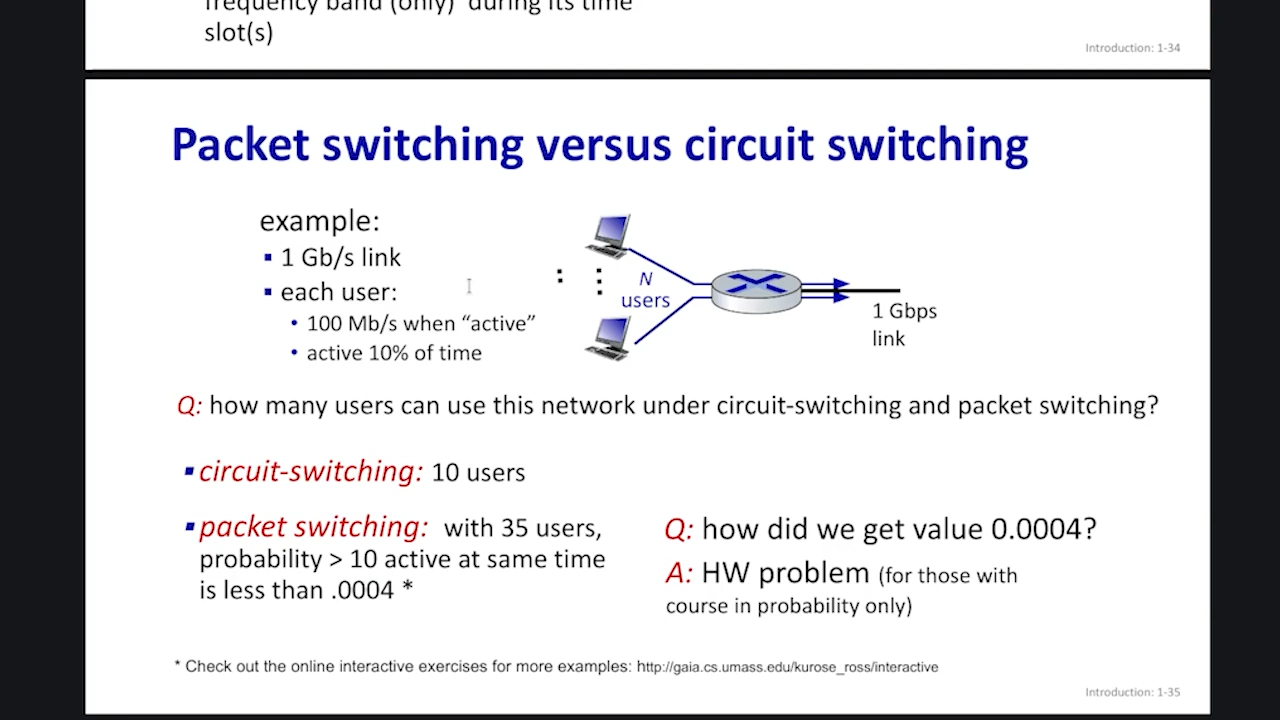 frequency band (only) during its time
slot(s)
Introduction: 1-34
Packet switching versus circuit switching
example:
▪ 1 Gb/s link
▪ each user:
• 100 Mb/s when “active”
• active 10% of time
N
users
1 Gbps
link
Q: how many users can use this network under circuit-switching and packet switching?
▪ circuit-switching: 10 users
▪ packet switching: with 35 users,
probability > 10 active at same time
is less than .0004 *
Q: how did we get value 0.0004?
A: HW problem (for those with
course in probability only)
* Check out the online interactive exercises for more examples: http://gaia.cs.umass.edu/kurose_ross/interactive
Introduction: 1-35